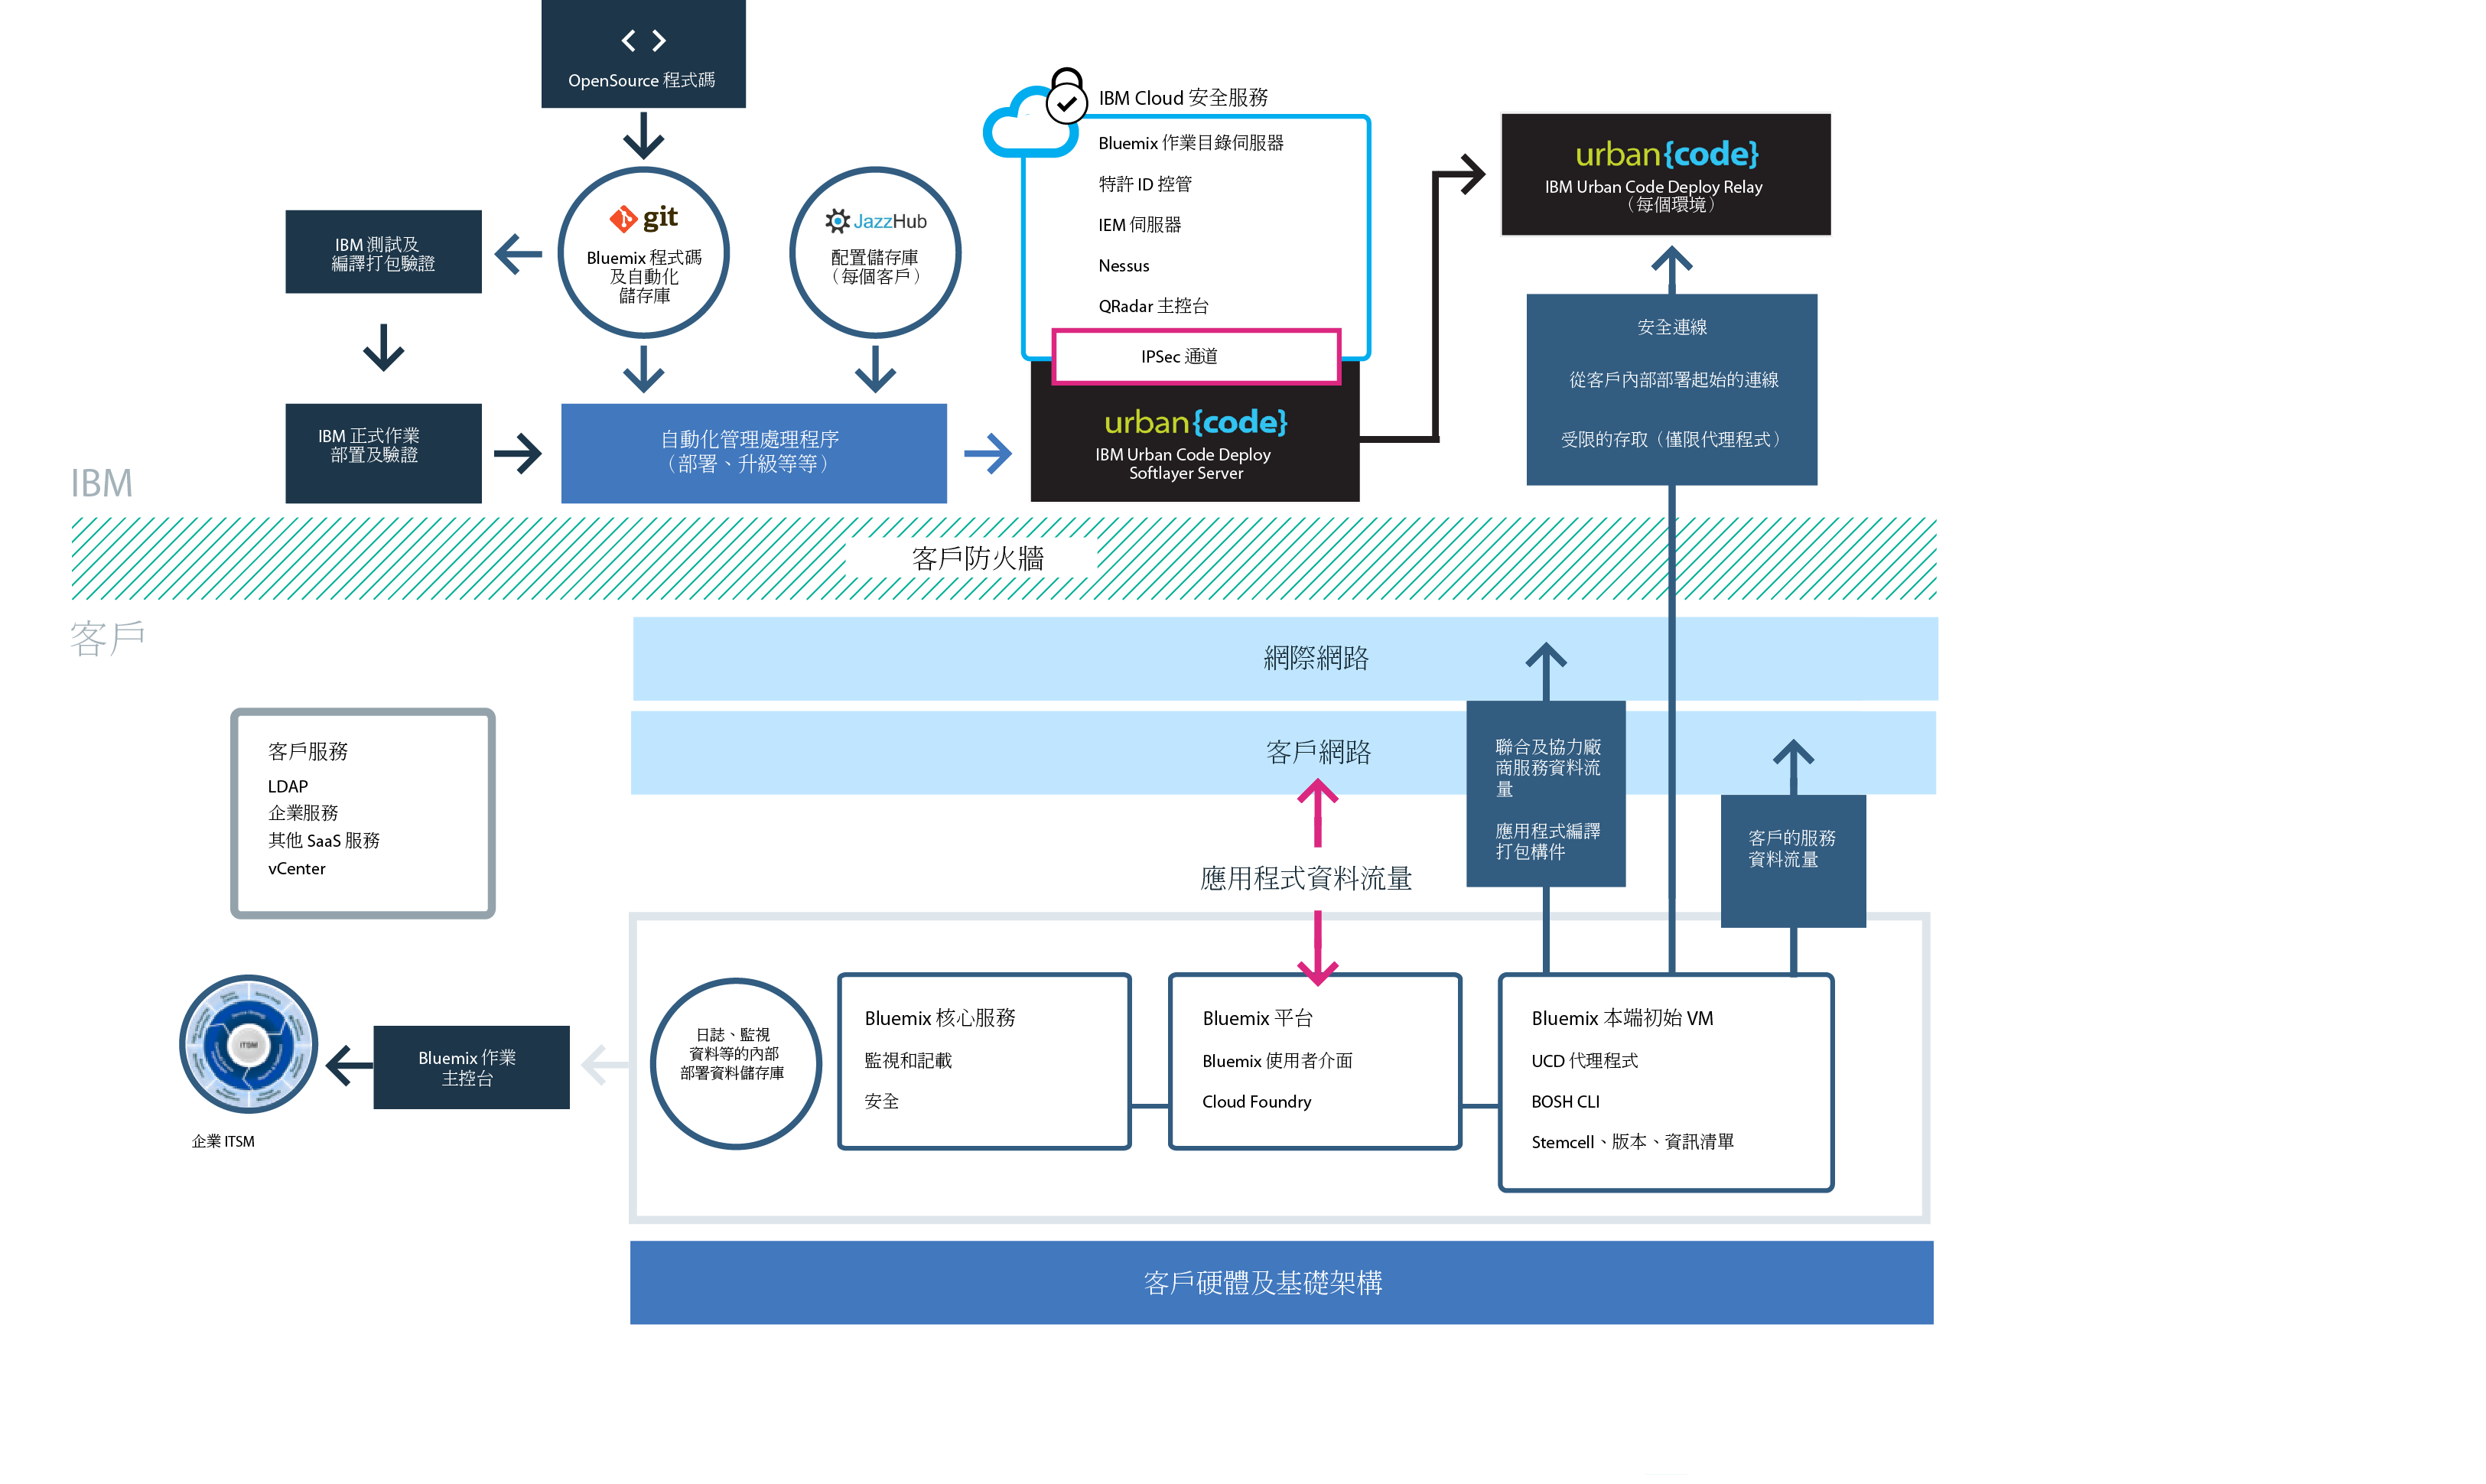 OpenSource 程式碼
git
Bluemix 程式碼
及自動化
儲存庫
JazzHub
配置儲存庫
（每個客戶）
IBM 測試及
編譯打包驗證
IBM 正式作業
部置及驗證
自動化管理處理程序
（部署、升級等等）
IBM Cloud 安全服務
Bluemix 作業目錄伺服器
特許 ID 控管
IEM 伺服器
Nessus
QRadar 主控台
IPSec 通道
urban{code}
IBM Urban Code Deploy
Softlayer Server
urban{code}
IBM Urban Code Deploy Relay
（每個環境）
安全連線
從客戶內部部署起始的連線
受限的存取（僅限代理程式）
IBM
客戶防火牆
客戶
網際網路
客戶網路
聯合及協力廠
商服務資料流
量
應用程式編譯
打包構件
客戶的服務
資料流量
客戶服務
LDAP
企業服務
其他 SaaS 服務
vCenter
應用程式資料流量
ITSM
企業 ITSM
Bluemix 作業
主控台
日誌、監視
資料等的內部
部署資料儲存庫
Bluemix 核心服務
監視和記載
安全
Bluemix 平台
Bluemix 使用者介面
Cloud Foundry
Bluemix 本端初始 VM
UCD 代理程式
BOSH CLI
Stemcell、版本、資訊清單
客戶硬體及基礎架構